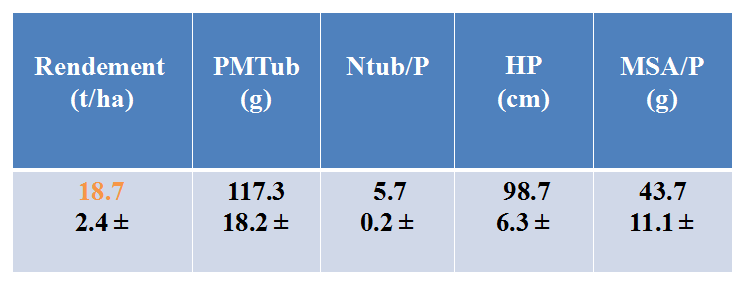 Rendement
(t/ha)
PMTub
(g)
Ntub/P
HP
(cm)
MSA/P
(g)
18.7
2.4 ±
117.3
18.2 ±
5.7
0.2 ±
98.7
6.3 ±
43.7
11.1 ±